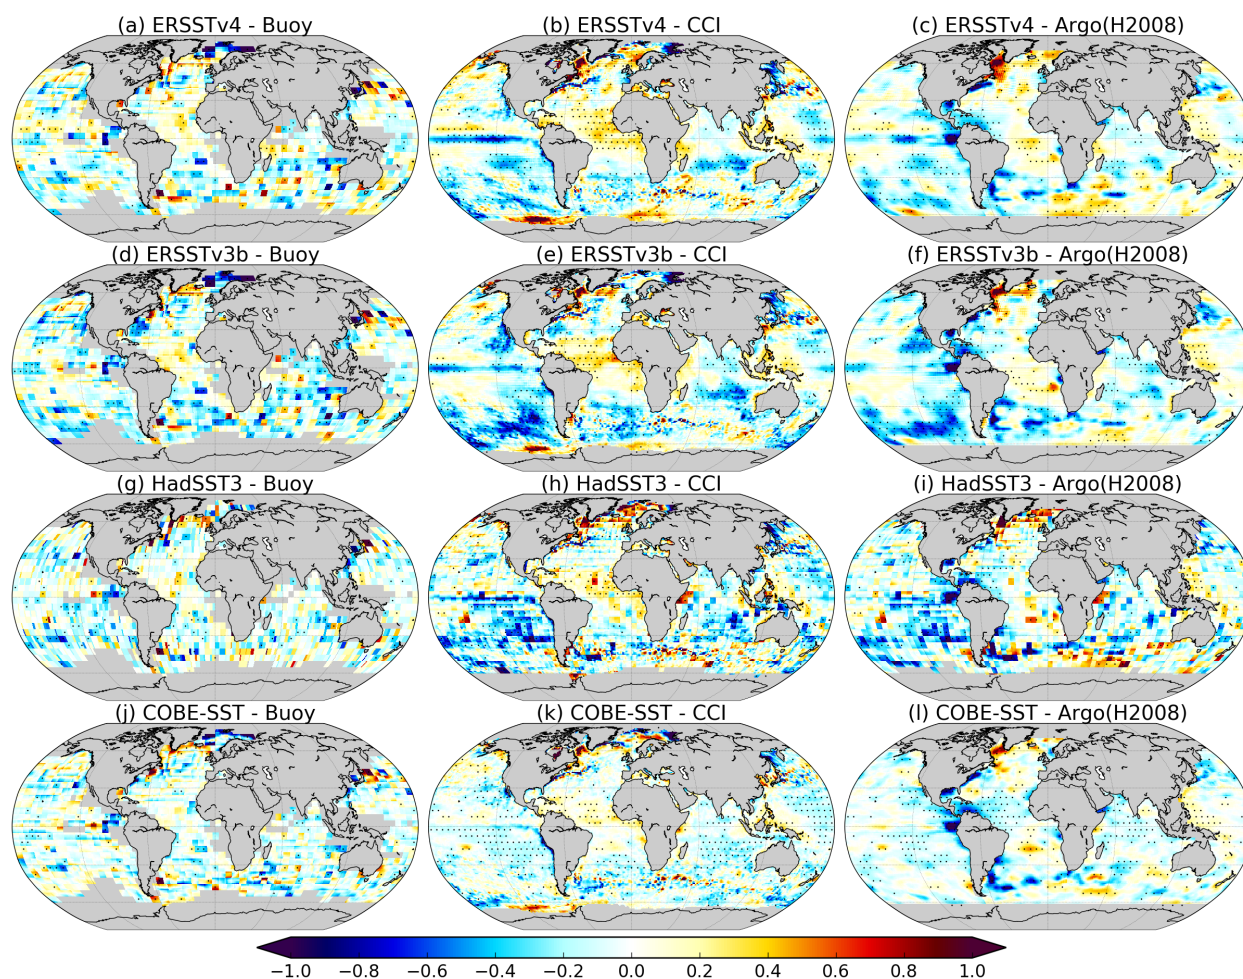 (a) ERSSTv4 - Buoy
(b) ERSSTv4 - CCI
(c) ERSSTv4 - Argo(H2008)
(d) ERSSTv3b - Buoy
(e) ERSSTv3b - CCI
(f) ERSSTv3b - Argo(H2008)
(g) HadSST3 - Buoy
(h) HadSST3 - CCI
(i) HadSST3 - Argo(H2008)
(j) COBE-SST - Buoy
(k) COBE-SST - CCI
(l) COBE-SST - Argo(H2008)
−1.0 −0.8 −0.6 −0.4 −0.2 0.0 0.2 0.4 0.6 0.8 1.0